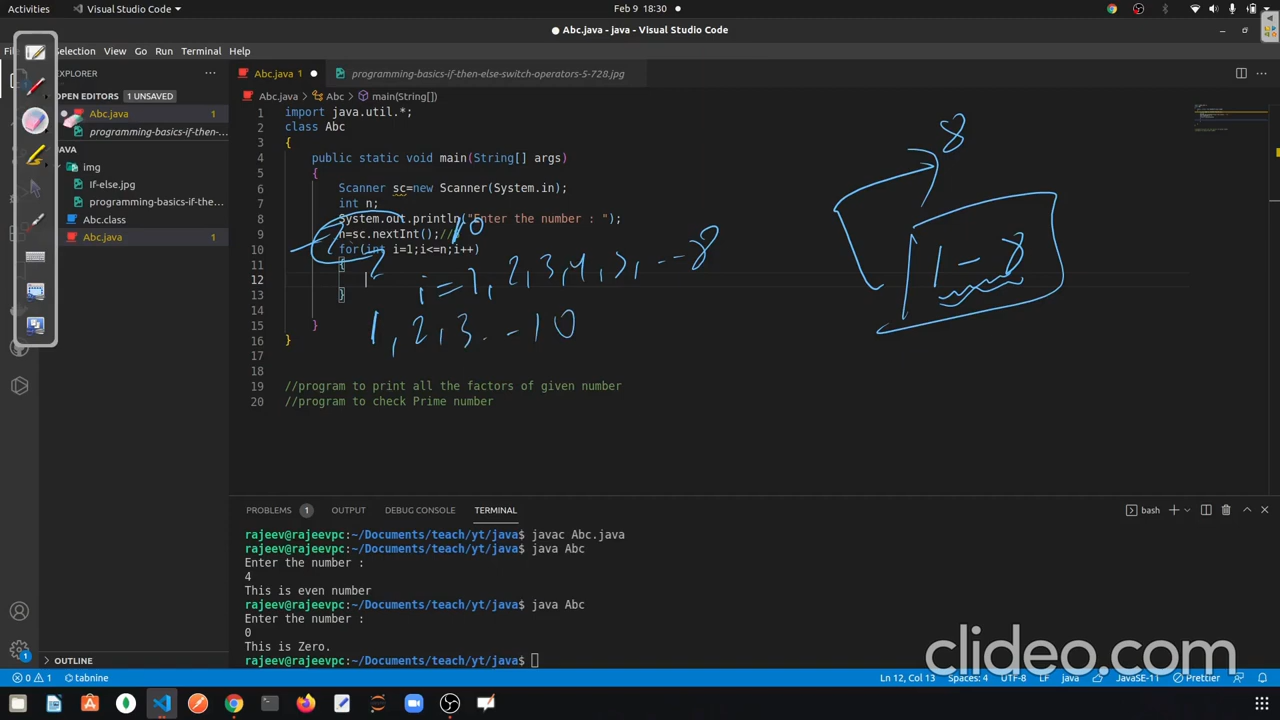 Activities
Visual Studio Code
Feb 9 18:30
Abc.java - java - Visual Studio Code
Selection View Go Run Terminal Help
EXPLORER
Abc.java 1
programming-basics-if-then-else-switch-operators-5-728.jpg
OPEN EDITORS 1 UNSAVED
Abc.java 1
programming-basics-if-then-...
JAVA
img
If-else.jpg
programming-basics-if-the...
Abc.class
Abc.java 1
OUTLINE
Abc.java > Abc > main(String[])
1 import java.util.*;
2 class Abc
3 {
4 public static void main(String[] args)
5 {
6 Scanner sc=new Scanner(System.in);
7 int n;
8 System.out.println("Enter the number : ");
9 n=sc.nextInt();// 10
10 for(int i=1;i<=n;i++)
11 {
12
13 }
14
15 }
16 }
17
18
19 //program to print all the factors of given number
20 //program to check Prime number
i=1, 2, 3, 4, 5, -- 8
1, 2, 3. - 10
8
1 - 8
PROBLEMS 1 OUTPUT DEBUG CONSOLE TERMINAL
bash
rajeev@rajeevpc:~/Documents/teach/yt/java$ javac Abc.java
rajeev@rajeevpc:~/Documents/teach/yt/java$ java Abc
Enter the number :
4
This is even number
rajeev@rajeevpc:~/Documents/teach/yt/java$ java Abc
Enter the number :
0
This is Zero.
rajeev@rajeevpc:~/Documents/teach/yt/java$
clideo.com
0 1 tabnine
Ln 12, Col 13 Spaces: 4 UTF-8 LF java JavaSE-11 Prettier